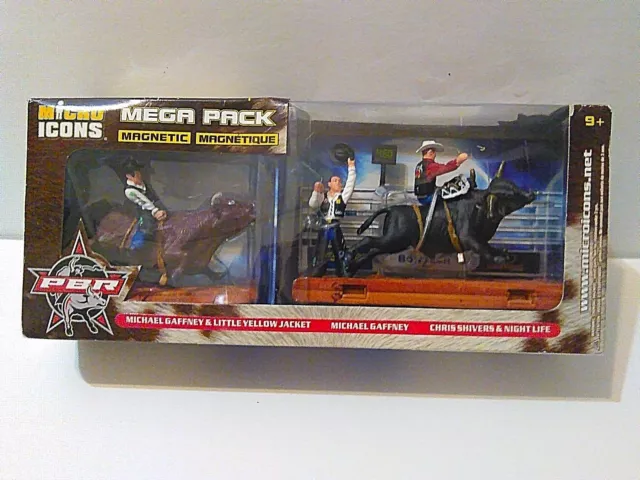 MICRO
ICONS
MEGA PACK
MAGNETIC MAGNÉTIQUE
9+
www.microicons.net
PBR
MICHAEL GAFFNEY & LITTLE YELLOW JACKET MICHAEL GAFFNEY CHRIS SHIVERS & NIGHT LIFE